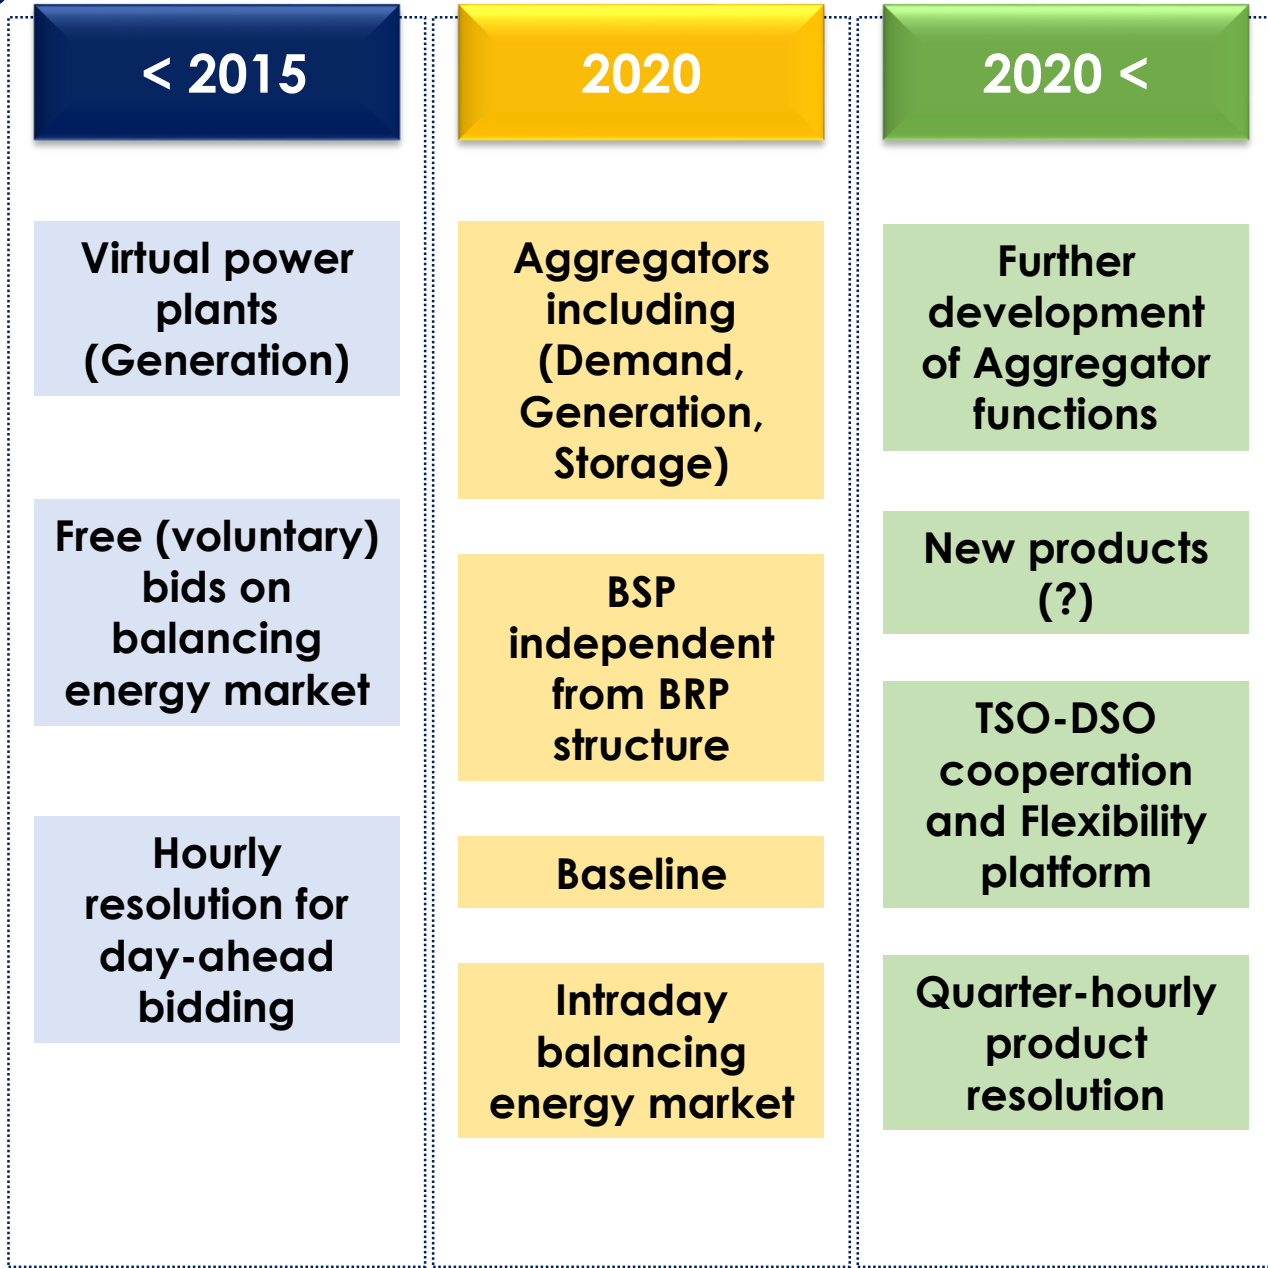 < 2015
Virtual power
plants
(Generation)
Free (voluntary)
bids on
balancing
energy market
Hourly
resolution for
day-ahead
bidding
2020
Aggregators
including
(Demand,
Generation,
Storage)
BSP
independent
from BRP
structure
Baseline
Intraday
balancing
energy market
2020 <
Further
development
of Aggregator
functions
New products
(?)
TSO-DSO
cooperation
and Flexibility
platform
Quarter-hourly
product
resolution